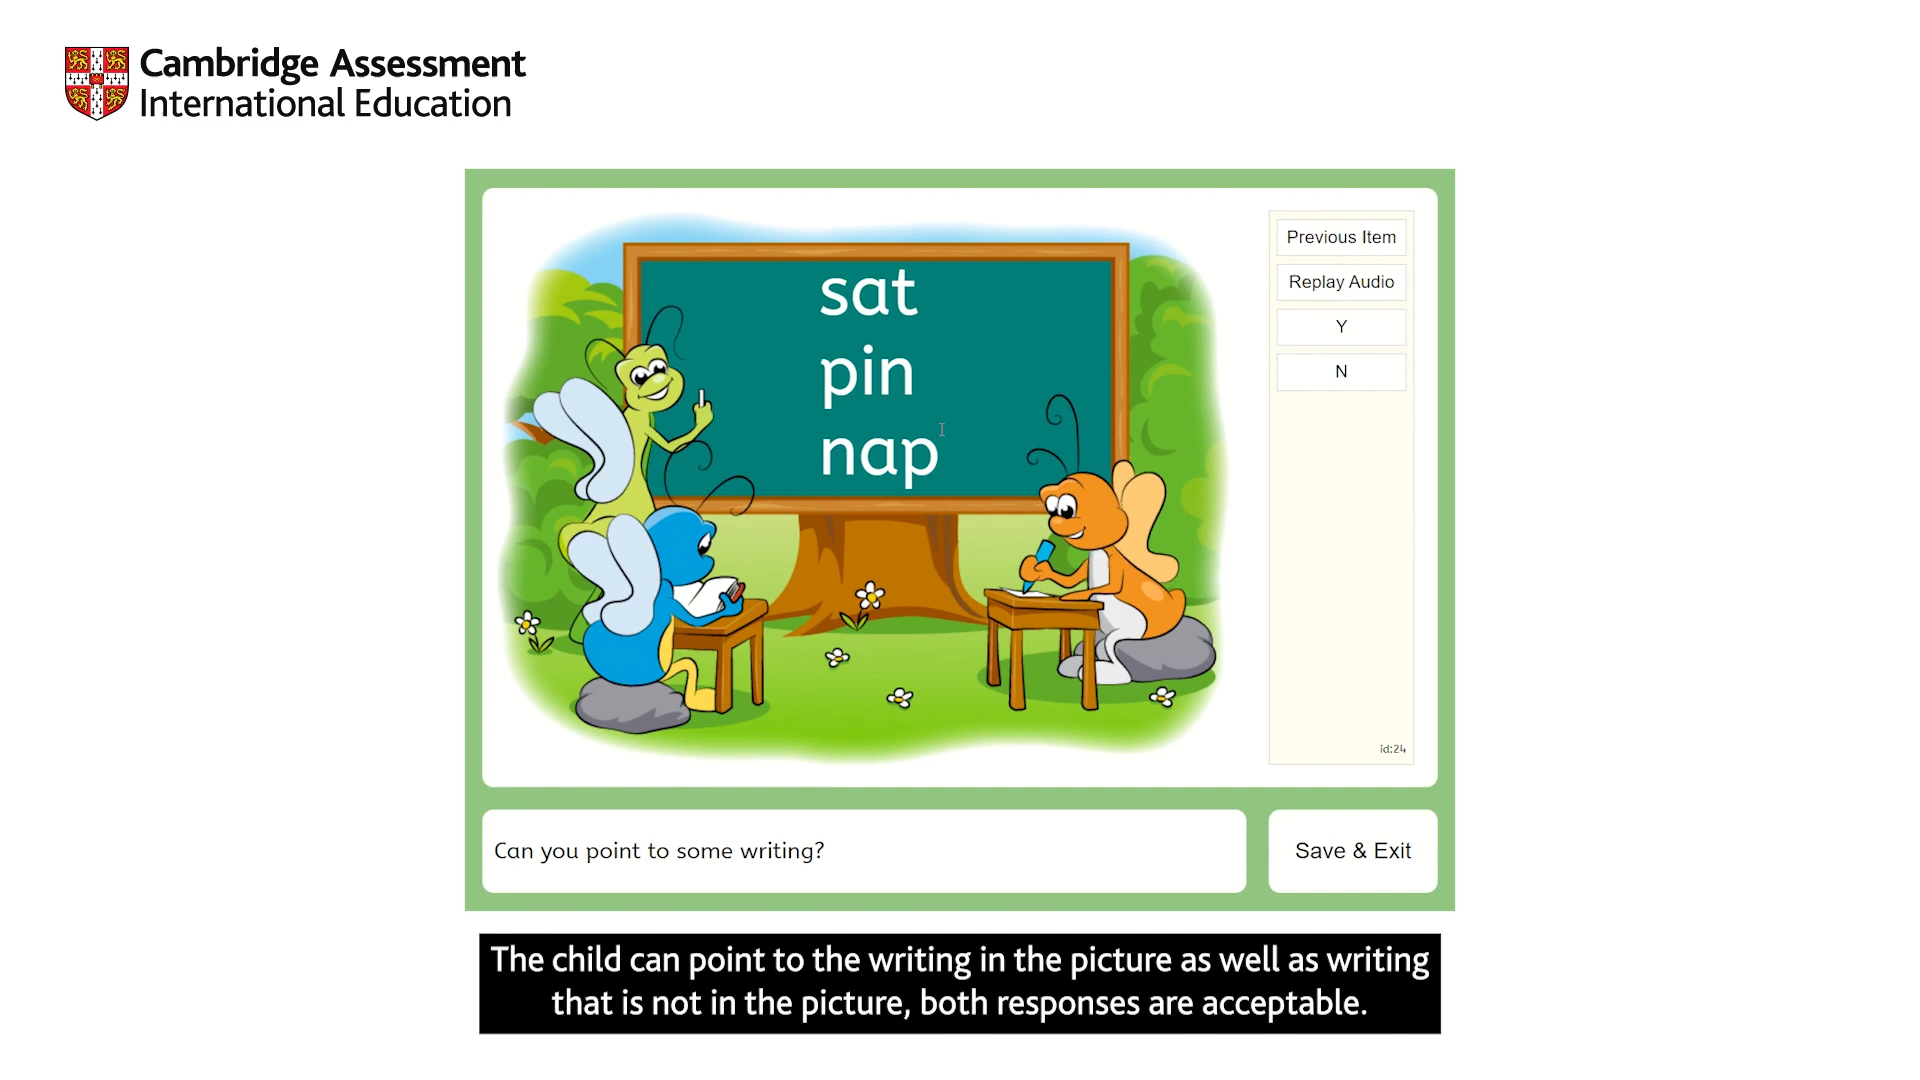 Cambridge Assessment
International Education
sat
pin
nap
Previous Item
Replay Audio
Y
N
id:24
Can you point to some writing?
Save & Exit
The child can point to the writing in the picture as well as writing
that is not in the picture, both responses are acceptable.